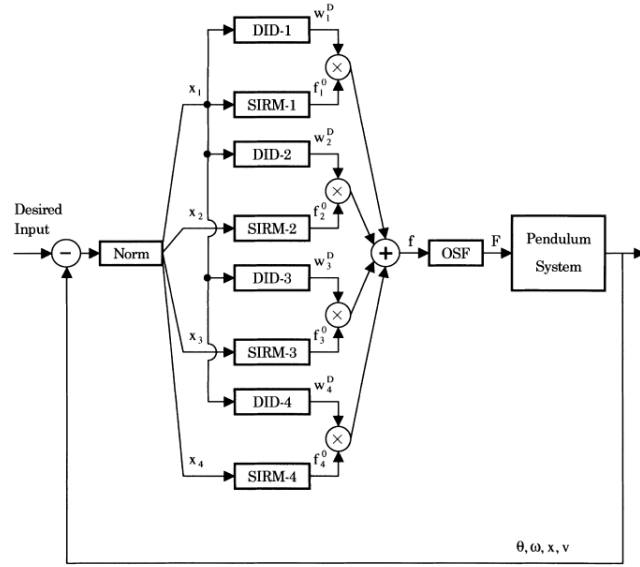 DID-1
w₁ᴰ
×
x₁
SIRM-1
f₁⁰
DID-2
w₂ᴰ
×
x₂
SIRM-2
f₂⁰
Desired
Input
−
Norm
DID-3
w₃ᴰ
+
f
OSF
F
Pendulum
System
×
x₃
SIRM-3
f₃⁰
DID-4
w₄ᴰ
×
x₄
SIRM-4
f₄⁰
θ, ω, x, v